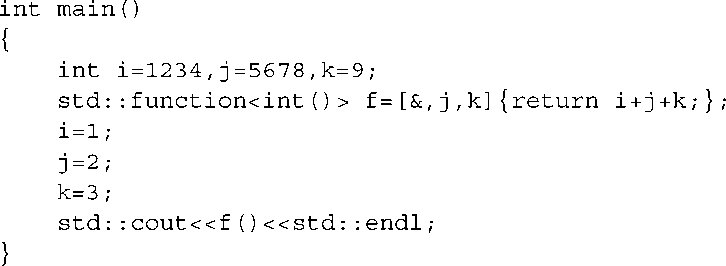 int main()
{
    int i=1234,j=5678,k=9;
    std::function<int()> f=[&,j,k]{return i+j+k;};
    i=1;
    j=2;
    k=3;
    std::cout<<f()<<std::endl;
}